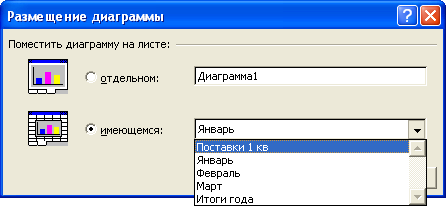 Размещение диаграммы
Поместить диаграмму на листе:
отдельном: Диаграмма1
имеющемся: Январь
Поставки 1 кв
Январь
Февраль
Март
Итоги года